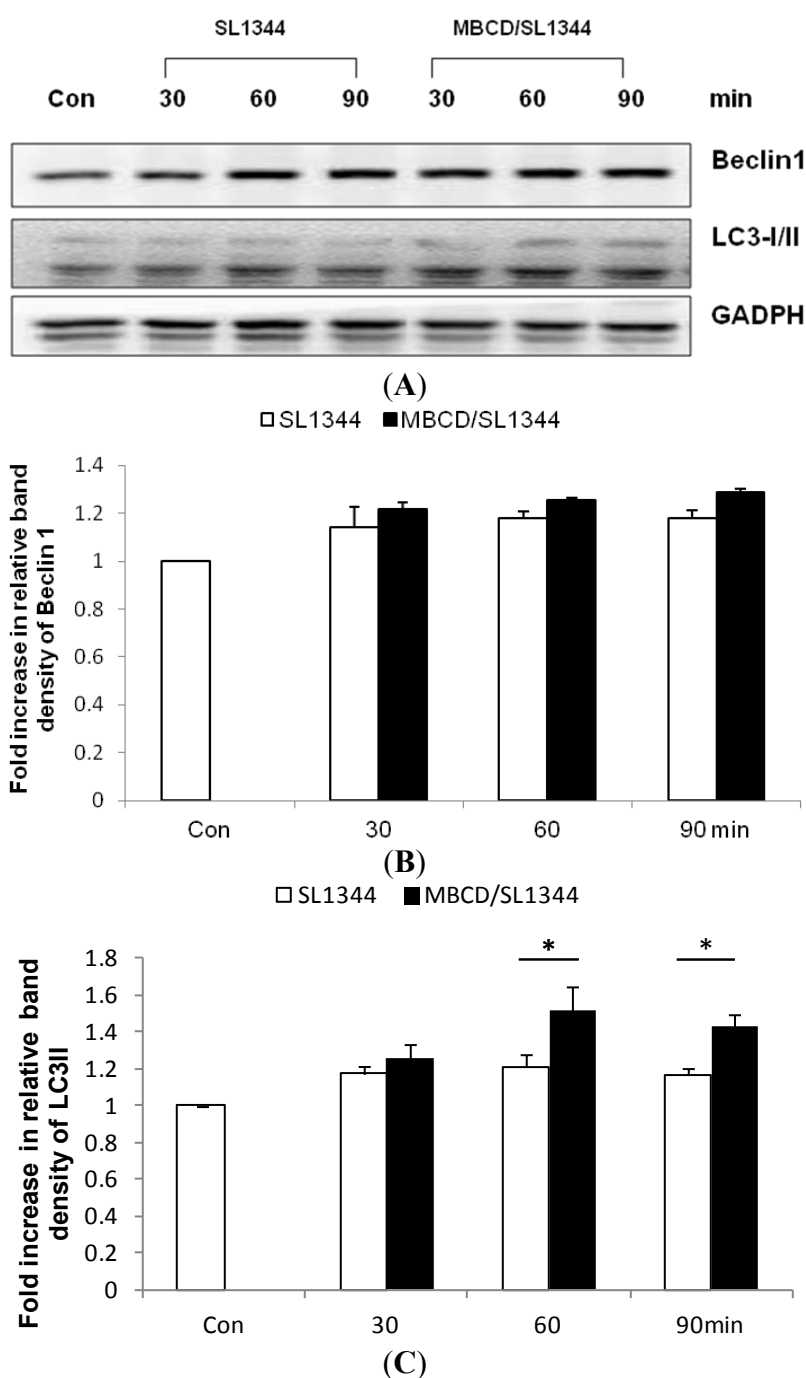 SL1344 MBCD/SL1344
Con 30 60 90 30 60 90 min
Beclin1
LC3-I/II
GADPH
(A)
SL1344 MBCD/SL1344
Fold increase in relative band
density of Beclin 1
1.4
1.2
1
0.8
0.6
0.4
0.2
0
Con 30 60 90 min
(B)
SL1344 MBCD/SL1344
Fold increase in relative band
density of LC3II
1.8
1.6
1.4
1.2
1
0.8
0.6
0.4
0.2
0
* *
Con 30 60 90min
(C)